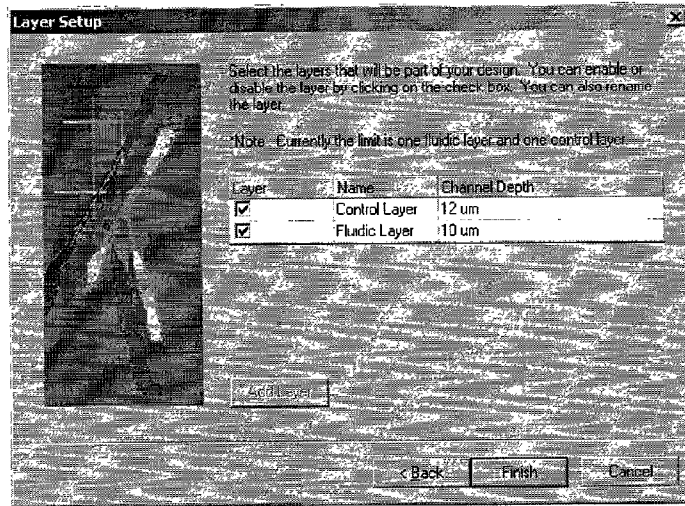 Layer Setup
Select the layers that will be part of your design. You can enable or
disable the layer by clicking on the check box. You can also rename
the layer.
*Note: Currently the limit is one fluidic layer and one control layer.
Layer Name Channel Depth
Control Layer 12 um
Fluidic Layer 10 um
Add Layer
< Back Finish Cancel